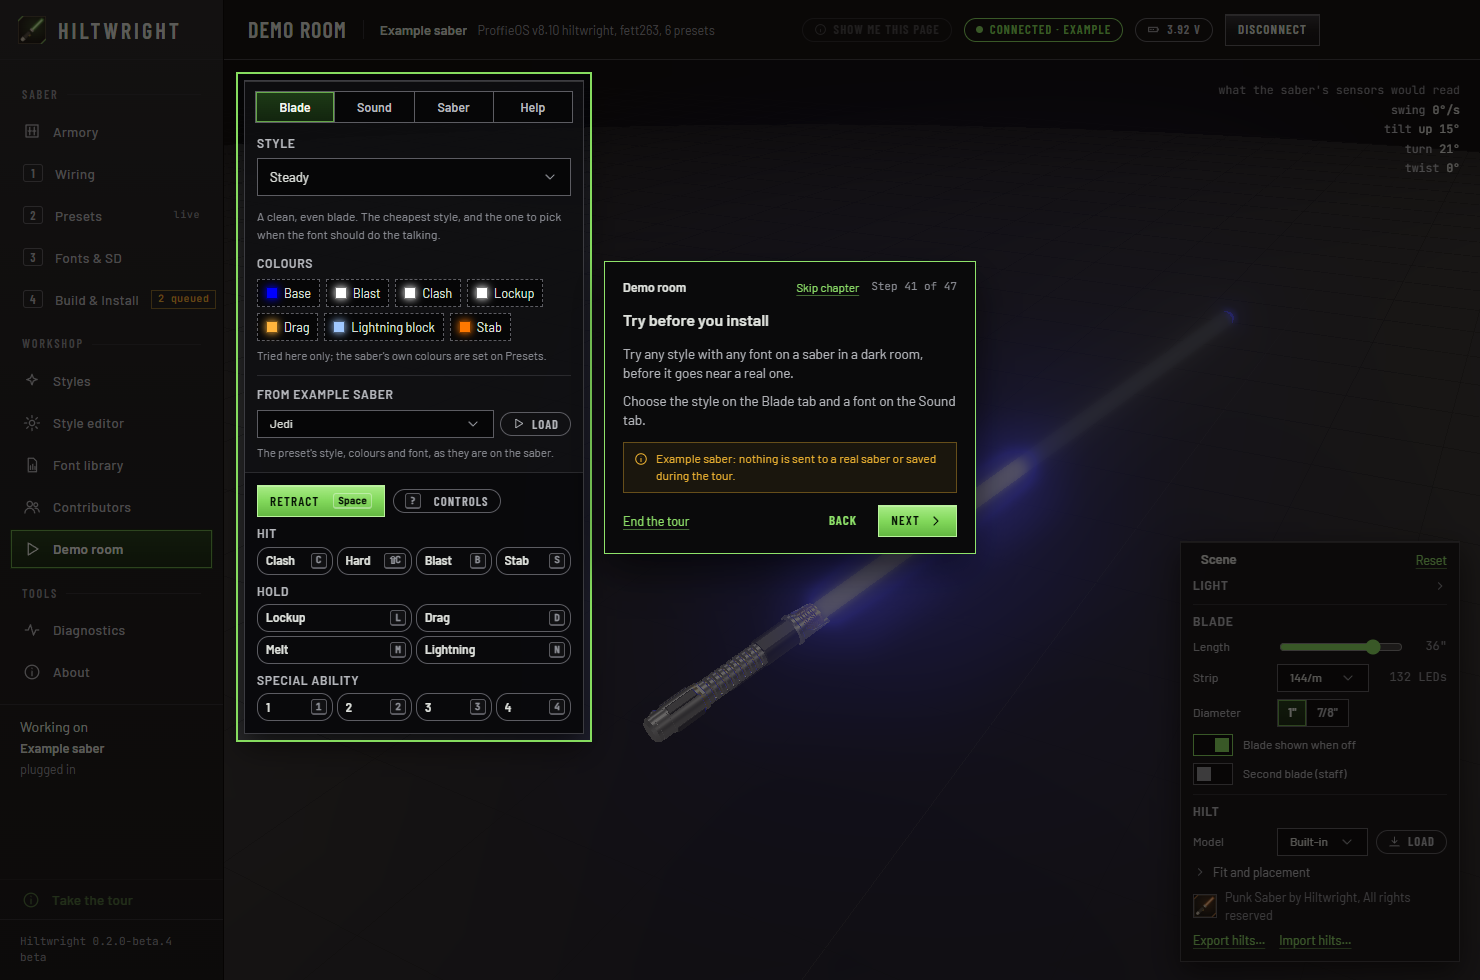 HILTWRIGHT
SABER
Armory
1 Wiring
2 Presets live
3 Fonts & SD
4 Build & Install 2 queued
WORKSHOP
Styles
Style editor
Font library
Contributors
Demo room
TOOLS
Diagnostics
About
Working on
Example saber
plugged in
Take the tour
Hiltwright 0.2.0-beta.4
beta
DEMO ROOM
Example saber ProffieOS v8.10 hiltwright, fett263, 6 presets
SHOW ME THIS PAGE
CONNECTED · EXAMPLE
3.92 V
DISCONNECT
Blade Sound Saber Help
STYLE
Steady
A clean, even blade. The cheapest style, and the one to pick
when the font should do the talking.
COLOURS
Base Blast Clash Lockup
Drag Lightning block Stab
Tried here only; the saber's own colours are set on Presets.
FROM EXAMPLE SABER
Jedi LOAD
The preset's style, colours and font, as they are on the saber.
RETRACT Space ? CONTROLS
HIT
Clash C Hard ⇧C Blast B Stab S
HOLD
Lockup L Drag D
Melt M Lightning N
SPECIAL ABILITY
1 1 2 2 3 3 4 4
Demo room Skip chapter Step 41 of 47
Try before you install
Try any style with any font on a saber in a dark room,
before it goes near a real one.
Choose the style on the Blade tab and a font on the Sound
tab.
Example saber: nothing is sent to a real saber or saved
during the tour.
End the tour BACK NEXT
what the saber's sensors would read
swing 0°/s
tilt up 15°
turn 21°
twist 0°
Scene Reset
LIGHT
BLADE
Length 36"
Strip 144/m 132 LEDs
Diameter 1" 7/8"
Blade shown when off
Second blade (staff)
HILT
Model Built-in LOAD
Fit and placement
Punk Saber by Hiltwright, All rights
reserved
Export hilts... Import hilts...